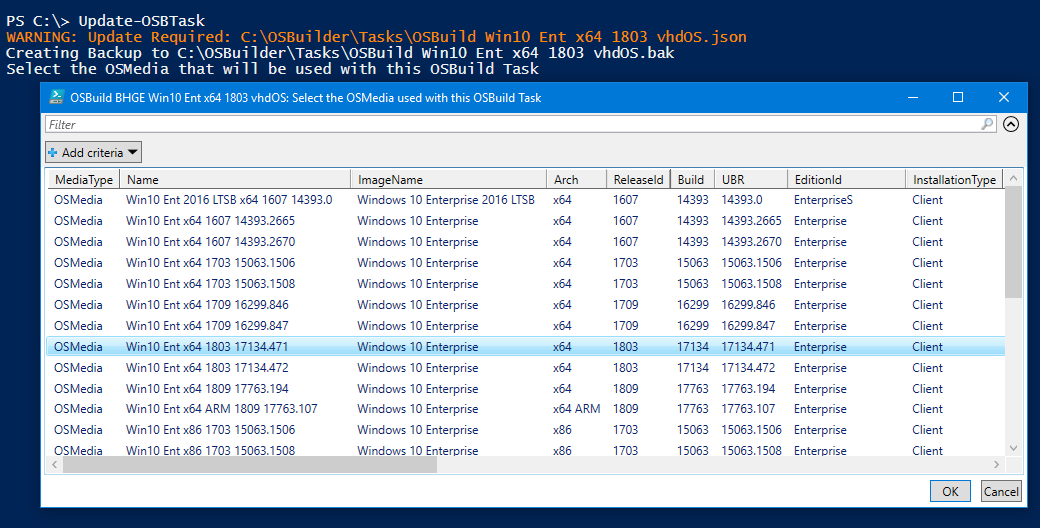 PS C:\> Update-OSBTask
WARNING: Update Required: C:\OSBuilder\Tasks\OSBuild Win10 Ent x64 1803 vhdOS.json
Creating Backup to C:\OSBuilder\Tasks\OSBuild Win10 Ent x64 1803 vhdOS.bak
Select the OSMedia that will be used with this OSBuild Task
OSBuild BHGE Win10 Ent x64 1803 vhdOS: Select the OSMedia used with this OSBuild Task
Filter
Add criteria
MediaType Name ImageName Arch ReleaseId Build UBR EditionId InstallationType
OSMedia Win10 Ent 2016 LTSB x64 1607 14393.0 Windows 10 Enterprise 2016 LTSB x64 1607 14393 14393.0 EnterpriseS Client
OSMedia Win10 Ent x64 1607 14393.2665 Windows 10 Enterprise x64 1607 14393 14393.2665 Enterprise Client
OSMedia Win10 Ent x64 1607 14393.2670 Windows 10 Enterprise x64 1607 14393 14393.2670 Enterprise Client
OSMedia Win10 Ent x64 1703 15063.1506 Windows 10 Enterprise x64 1703 15063 15063.1506 Enterprise Client
OSMedia Win10 Ent x64 1703 15063.1508 Windows 10 Enterprise x64 1703 15063 15063.1508 Enterprise Client
OSMedia Win10 Ent x64 1709 16299.846 Windows 10 Enterprise x64 1709 16299 16299.846 Enterprise Client
OSMedia Win10 Ent x64 1709 16299.847 Windows 10 Enterprise x64 1709 16299 16299.847 Enterprise Client
OSMedia Win10 Ent x64 1803 17134.471 Windows 10 Enterprise x64 1803 17134 17134.471 Enterprise Client
OSMedia Win10 Ent x64 1803 17134.472 Windows 10 Enterprise x64 1803 17134 17134.472 Enterprise Client
OSMedia Win10 Ent x64 1809 17763.194 Windows 10 Enterprise x64 1809 17763 17763.194 Enterprise Client
OSMedia Win10 Ent x64 ARM 1809 17763.107 Windows 10 Enterprise x64 ARM 1809 17763 17763.107 Enterprise Client
OSMedia Win10 Ent x86 1703 15063.1506 Windows 10 Enterprise x86 1703 15063 15063.1506 Enterprise Client
OSMedia Win10 Ent x86 1703 15063.1508 Windows 10 Enterprise x86 1703 15063 15063.1508 Enterprise Client
OK Cancel